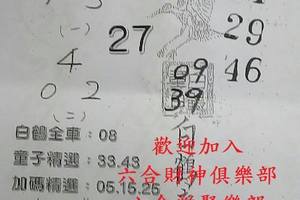 (一)
4
0 2
(二)
27
29
09 46
39
白鶴
白鶴全車：08
童子精選：33.43
加碼精選：05.15.25
歡迎加入
六合財神俱樂部